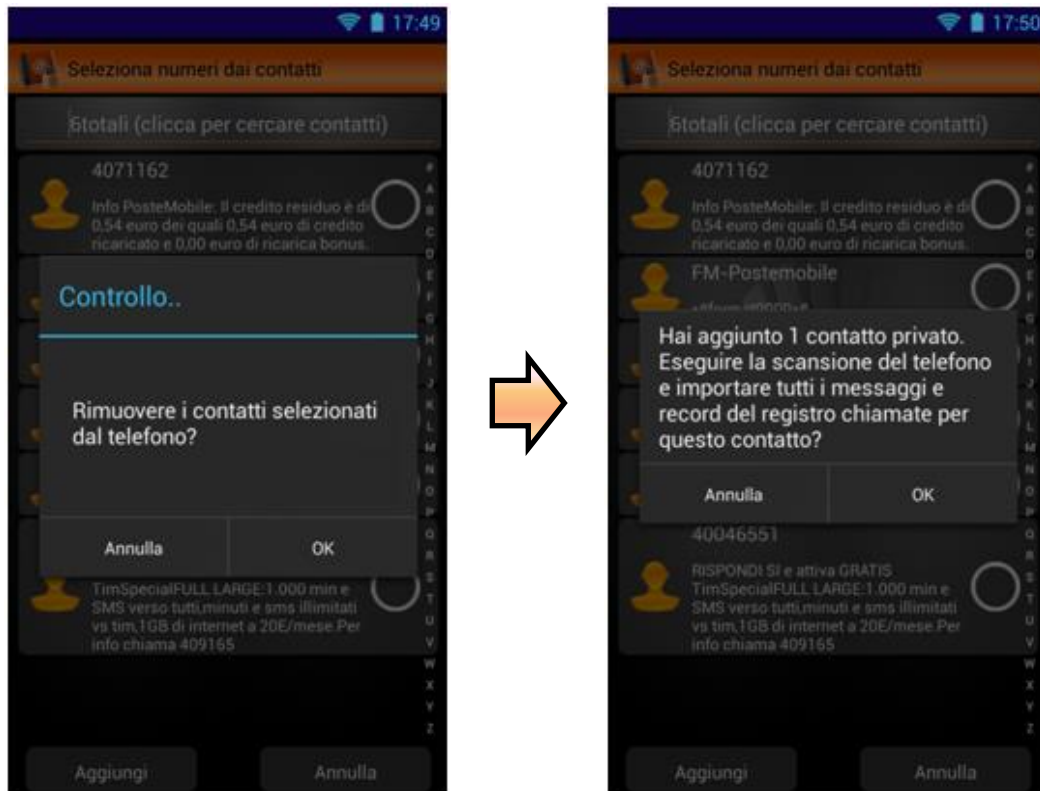 17:49
Seleziona numeri dai contatti
6totali (clicca per cercare contatti)
4071162
Info PosteMobile: Il credito residuo è di
0,54 euro dei quali 0,54 euro di credito
ricaricato e 0,00 euro di ricarica bonus.
Controllo..
Rimuovere i contatti selezionati
dal telefono?
Annulla
OK
TimSpecialFULL LARGE:1.000 min e
SMS verso tutti,minuti e sms illimitati
vs tim,1GB di internet a 20E/mese.Per
info chiama 409165
#
A
B
C
D
E
F
G
H
I
J
K
L
M
N
O
P
Q
R
S
T
U
V
W
X
Y
Z
Aggiungi
Annulla
17:50
Seleziona numeri dai contatti
6totali (clicca per cercare contatti)
4071162
Info PosteMobile: Il credito residuo è di
0,54 euro dei quali 0,54 euro di credito
ricaricato e 0,00 euro di ricarica bonus.
FM-Postemobile
Hai aggiunto 1 contatto privato.
Eseguire la scansione del telefono
e importare tutti i messaggi e
record del registro chiamate per
questo contatto?
Annulla
OK
40046551
RISPONDI SI e attiva GRATIS
TimSpecialFULL LARGE:1.000 min e
SMS verso tutti,minuti e sms illimitati
vs tim,1GB di internet a 20E/mese.Per
info chiama 409165
#
A
B
C
D
E
F
G
H
I
J
K
L
M
N
O
P
Q
R
S
T
U
V
W
X
Y
Z
Aggiungi
Annulla